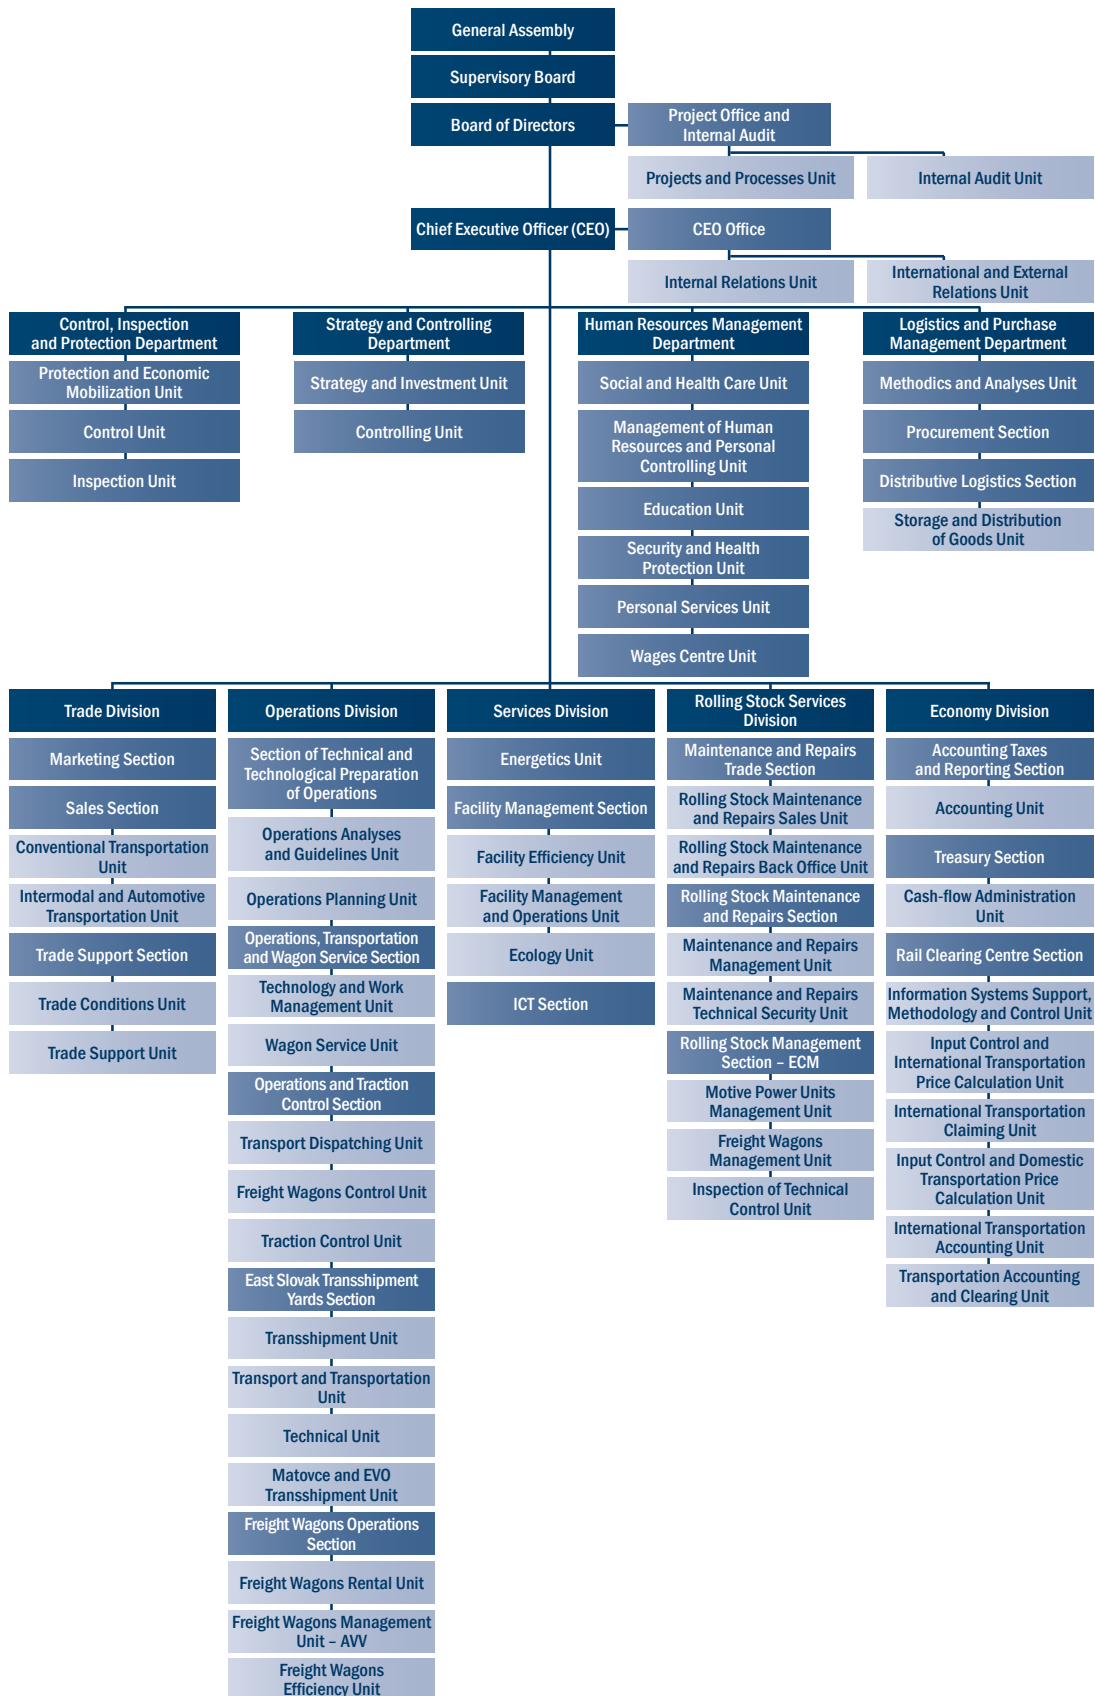 General Assembly
Supervisory Board
Board of Directors
Project Office and
Internal Audit
Projects and Processes Unit
Internal Audit Unit
Chief Executive Officer (CEO)
CEO Office
Internal Relations Unit
International and External
Relations Unit
Control, Inspection
and Protection Department
Protection and Economic
Mobilization Unit
Control Unit
Inspection Unit
Strategy and Controlling
Department
Strategy and Investment Unit
Controlling Unit
Human Resources Management
Department
Social and Health Care Unit
Management of Human
Resources and Personal
Controlling Unit
Education Unit
Security and Health
Protection Unit
Personal Services Unit
Wages Centre Unit
Logistics and Purchase
Management Department
Methodics and Analyses Unit
Procurement Section
Distributive Logistics Section
Storage and Distribution
of Goods Unit
Trade Division
Marketing Section
Sales Section
Conventional Transportation
Unit
Intermodal and Automotive
Transportation Unit
Trade Support Section
Trade Conditions Unit
Trade Support Unit
Operations Division
Section of Technical and
Technological Preparation
of Operations
Operations Analyses
and Guidelines Unit
Operations Planning Unit
Operations, Transportation
and Wagon Service Section
Technology and Work
Management Unit
Wagon Service Unit
Operations and Traction
Control Section
Transport Dispatching Unit
Freight Wagons Control Unit
Traction Control Unit
East Slovak Transshipment
Yards Section
Transshipment Unit
Transport and Transportation
Unit
Technical Unit
Matovce and EVO
Transshipment Unit
Freight Wagons Operations
Section
Freight Wagons Rental Unit
Freight Wagons Management
Unit – AVV
Freight Wagons
Efficiency Unit
Services Division
Energetics Unit
Facility Management Section
Facility Efficiency Unit
Facility Management
and Operations Unit
Ecology Unit
ICT Section
Rolling Stock Services
Division
Maintenance and Repairs
Trade Section
Rolling Stock Maintenance
and Repairs Sales Unit
Rolling Stock Maintenance
and Repairs Back Office Unit
Rolling Stock Maintenance
and Repairs Section
Maintenance and Repairs
Management Unit
Maintenance and Repairs
Technical Security Unit
Rolling Stock Management
Section – ECM
Motive Power Units
Management Unit
Freight Wagons
Management Unit
Inspection of Technical
Control Unit
Economy Division
Accounting Taxes
and Reporting Section
Accounting Unit
Treasury Section
Cash-flow Administration
Unit
Rail Clearing Centre Section
Information Systems Support,
Methodology and Control Unit
Input Control and
International Transportation
Price Calculation Unit
International Transportation
Claiming Unit
Input Control and Domestic
Transportation Price
Calculation Unit
International Transportation
Accounting Unit
Transportation Accounting
and Clearing Unit